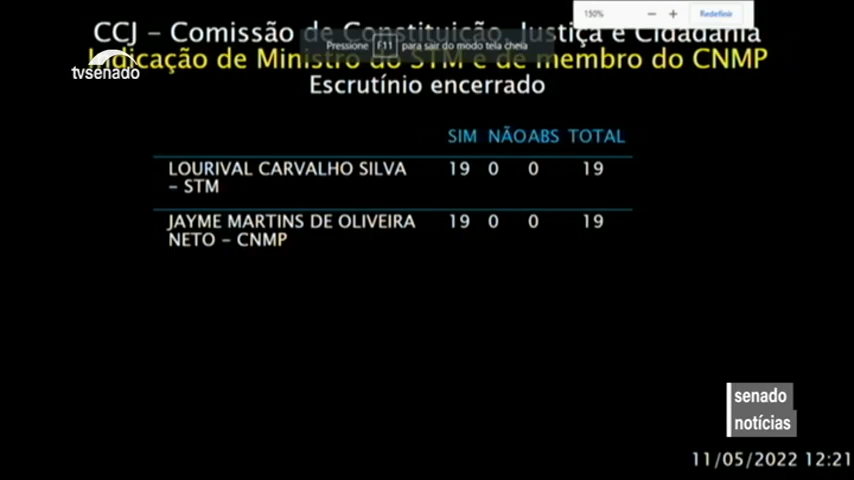 150% — + Redefinir
CCJ – Comissão de Constituição, Justiça e Cidadania
Pressione F11 para sair do modo tela cheia
Indicação de Ministro do STM e de membro do CNMP
tvsenado
Escrutínio encerrado
SIM NÃO ABS TOTAL
LOURIVAL CARVALHO SILVA 19 0 0 19
– STM
JAYME MARTINS DE OLIVEIRA 19 0 0 19
NETO – CNMP
senado
notícias
11/05/2022 12:21